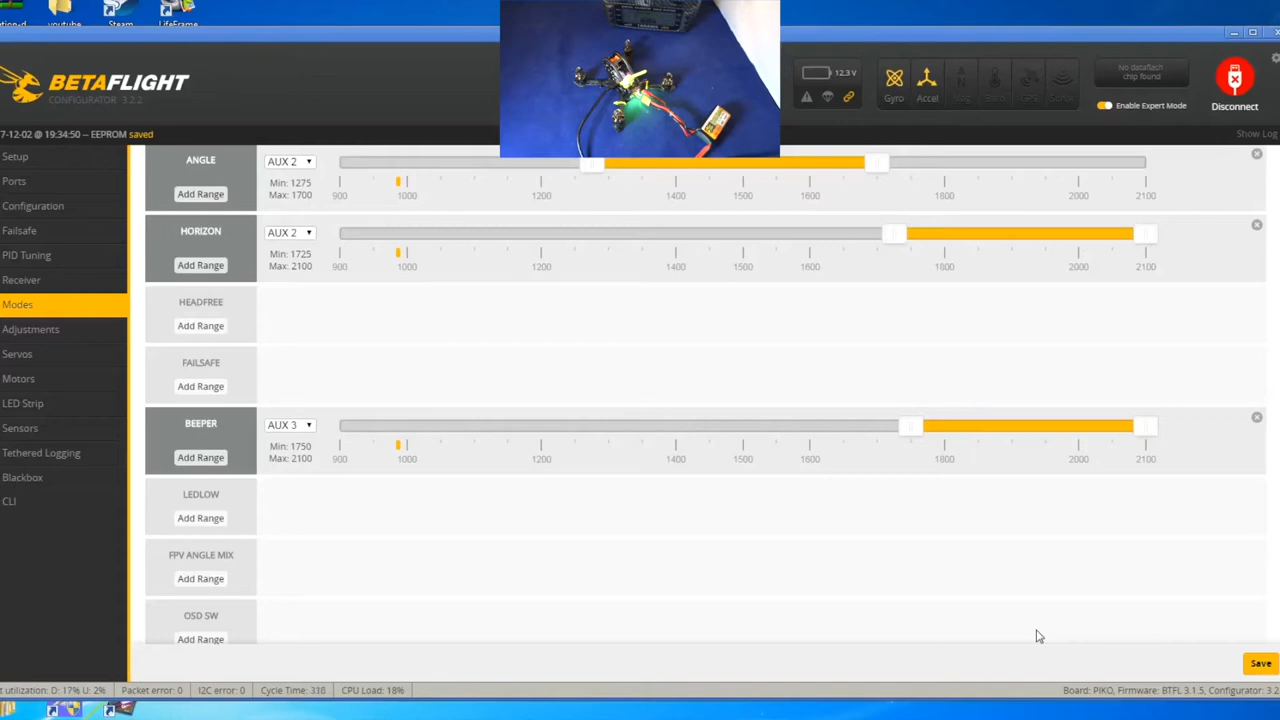 youtube
Steam
LifeFrame
BETAFLIGHT
CONFIGURATOR 3.2.2
12.3 V
Gyro
Accel
Mag
Baro
GPS
Sonar
No dataflash
chip found
Enable Expert Mode
Disconnect
7-12-02 @ 19:34:50 -- EEPROM saved
Show Log
Setup
Ports
Configuration
Failsafe
PID Tuning
Receiver
Modes
Adjustments
Servos
Motors
LED Strip
Sensors
Tethered Logging
Blackbox
CLI
ANGLE
Add Range
AUX 2
Min: 1275
Max: 1700
900 1000 1200 1400 1500 1600 1800 2000 2100
HORIZON
Add Range
AUX 2
Min: 1725
Max: 2100
900 1000 1200 1400 1500 1600 1800 2000 2100
HEADFREE
Add Range
FAILSAFE
Add Range
BEEPER
Add Range
AUX 3
Min: 1750
Max: 2100
900 1000 1200 1400 1500 1600 1800 2000 2100
LEDLOW
Add Range
FPV ANGLE MIX
Add Range
OSD SW
Add Range
Save
t utilization: D: 17% U: 2% Packet error: 0 I2C error: 0 Cycle Time: 338 CPU Load: 18% Board: PIKO, Firmware: BTFL 3.1.5, Configurator: 3.2